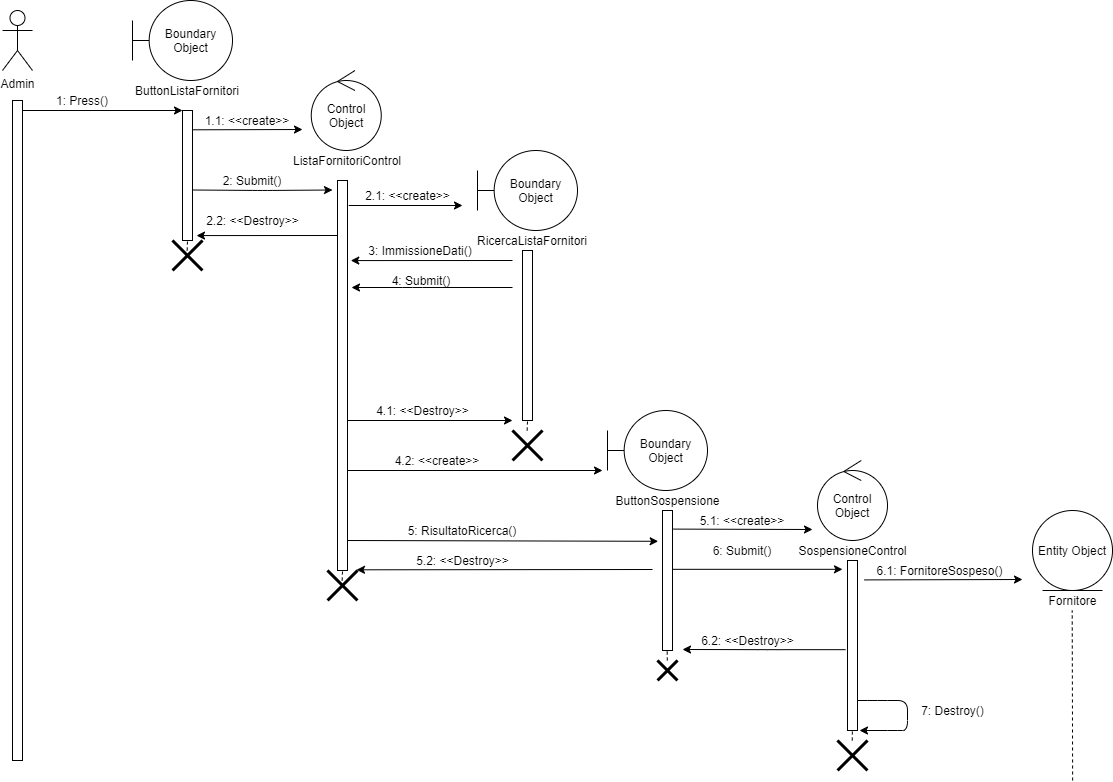 Boundary
Object
Admin
ButtonListaFornitori
1: Press()
1.1: <<create>>
Control
Object
ListaFornitoriControl
2: Submit()
2.1: <<create>>
Boundary
Object
2.2: <<Destroy>>
RicercaListaFornitori
3: ImmissioneDati()
4: Submit()
4.1: <<Destroy>>
4.2: <<create>>
Boundary
Object
ButtonSospensione
Control
Object
5: RisultatoRicerca()
5.1: <<create>>
5.2: <<Destroy>>
6: Submit()
SospensioneControl
Entity Object
6.1: FornitoreSospeso()
Fornitore
6.2: <<Destroy>>
7: Destroy()